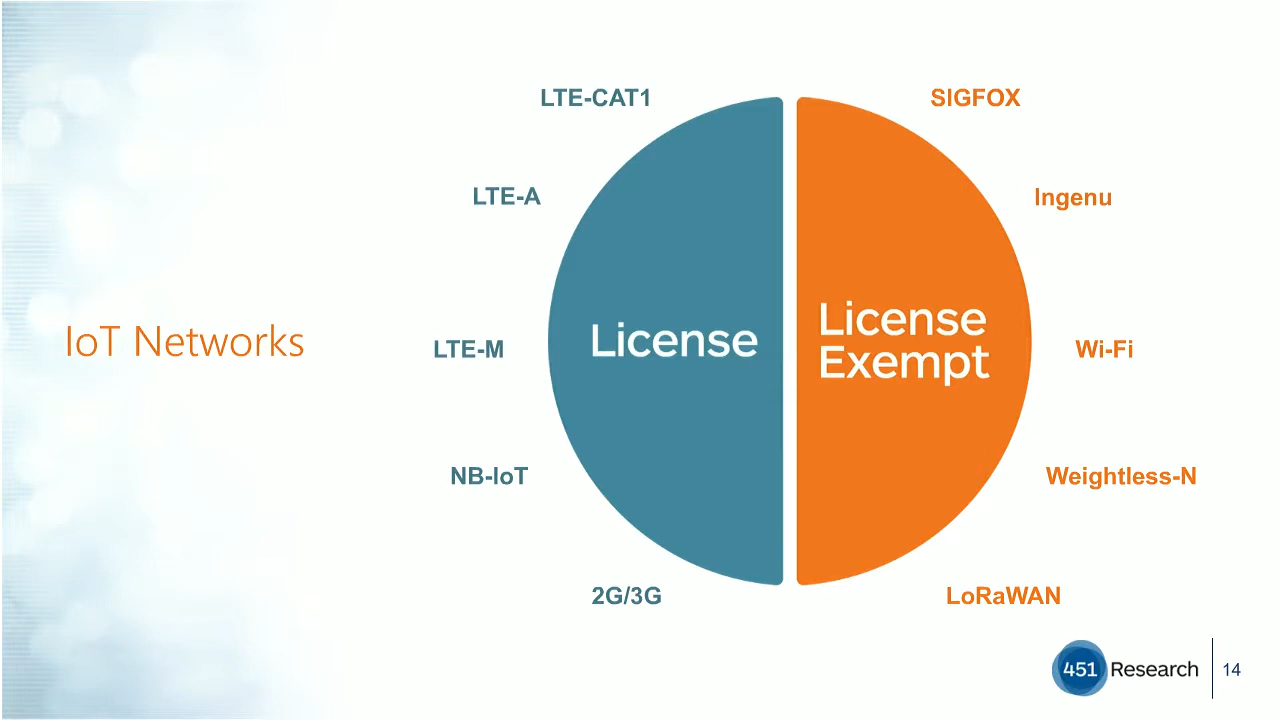 IoT Networks
LTE-CAT1
LTE-A
LTE-M
NB-IoT
2G/3G
License
License
Exempt
SIGFOX
Ingenu
Wi-Fi
Weightless-N
LoRaWAN
451 Research
14